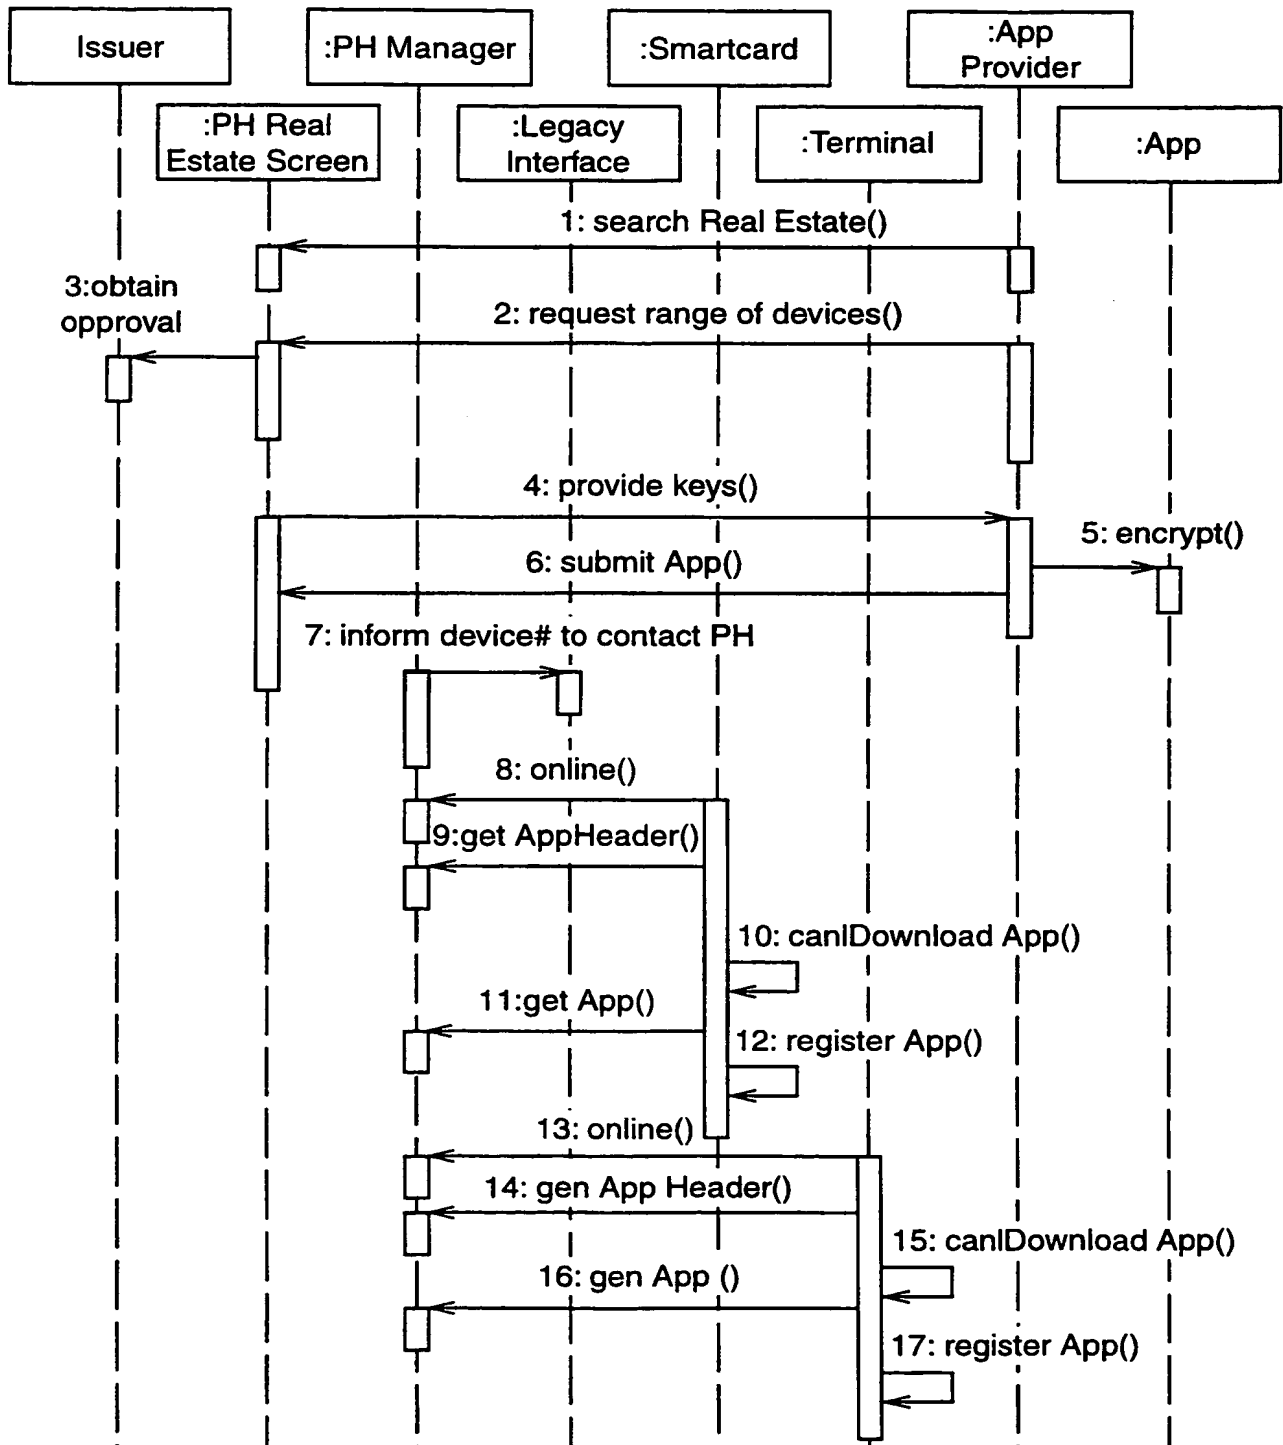 Issuer
:PH Manager
:Smartcard
:App
Provider
:PH Real
Estate Screen
:Legacy
Interface
:Terminal
:App
1: search Real Estate()
3:obtain
opproval
2: request range of devices()
4: provide keys()
5: encrypt()
6: submit App()
7: inform device# to contact PH
8: online()
9:get AppHeader()
10: canIDownload App()
11:get App()
12: register App()
13: online()
14: gen App Header()
15: canIDownload App()
16: gen App ()
17: register App()